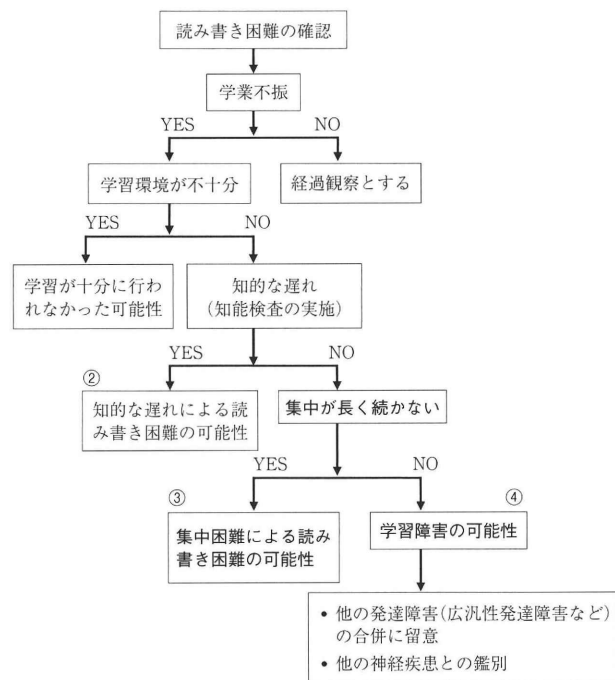 読み書き困難の確認
学業不振
YES
NO
学習環境が不十分
経過観察とする
YES
NO
学習が十分に行わ
れなかった可能性
知的な遅れ
(知能検査の実施)
YES
NO
②
知的な遅れによる読
み書き困難の可能性
集中が長く続かない
YES
NO
③
④
集中困難による読み
書き困難の可能性
学習障害の可能性
• 他の発達障害(広汎性発達障害など)
の合併に留意
• 他の神経疾患との鑑別